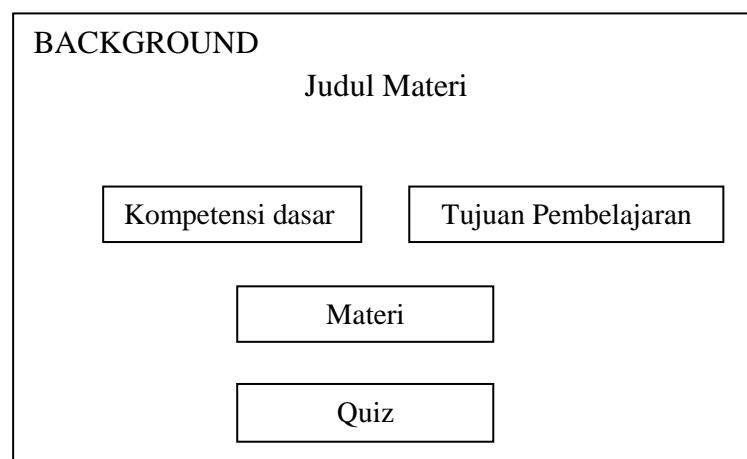 BACKGROUND
Judul Materi
Kompetensi dasar
Tujuan Pembelajaran
Materi
Quiz